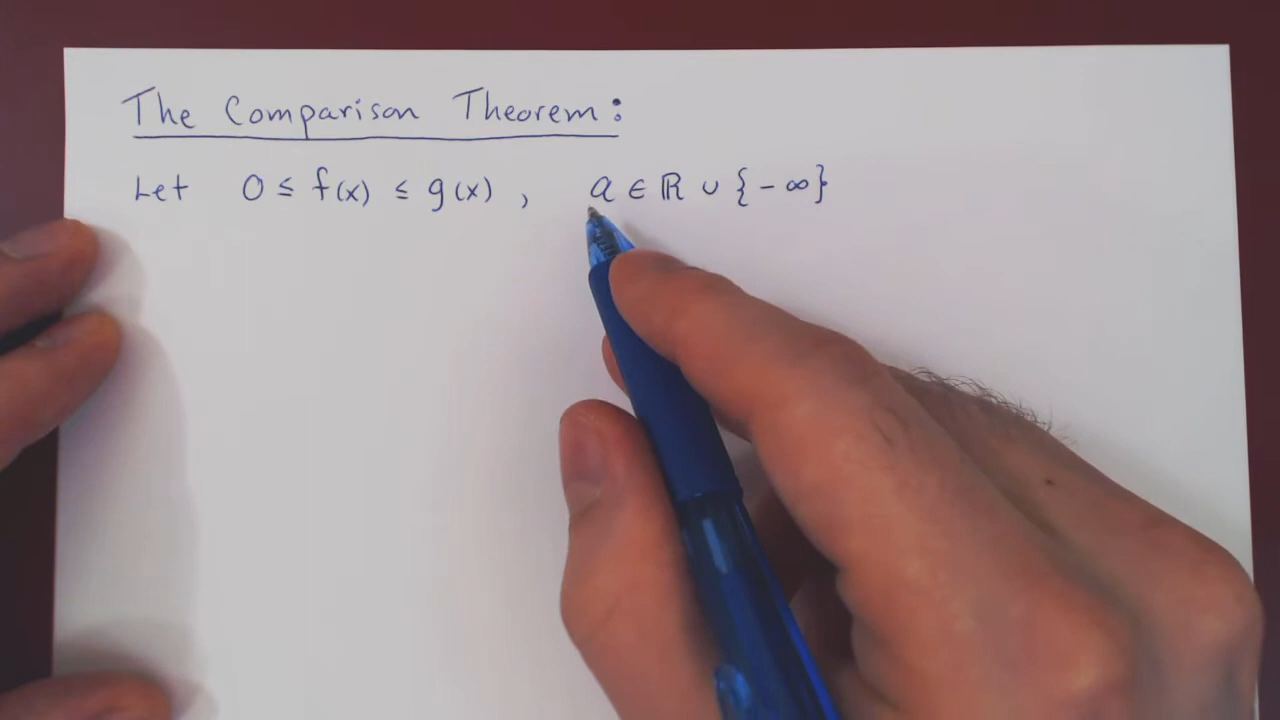 The Comparison Theorem:
Let 0 ≤ f(x) ≤ g(x) , a ∈ ℝ ∪ {-∞}